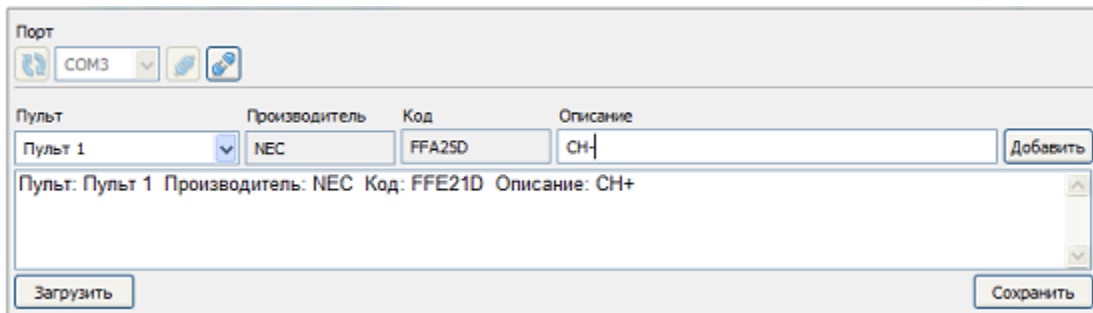 Порт
COM3
Пульт Производитель Код Описание
Пульт 1 NEC FFA25D CH- Добавить
Пульт: Пульт 1 Производитель: NEC Код: FFE21D Описание: CH+
Загрузить Сохранить